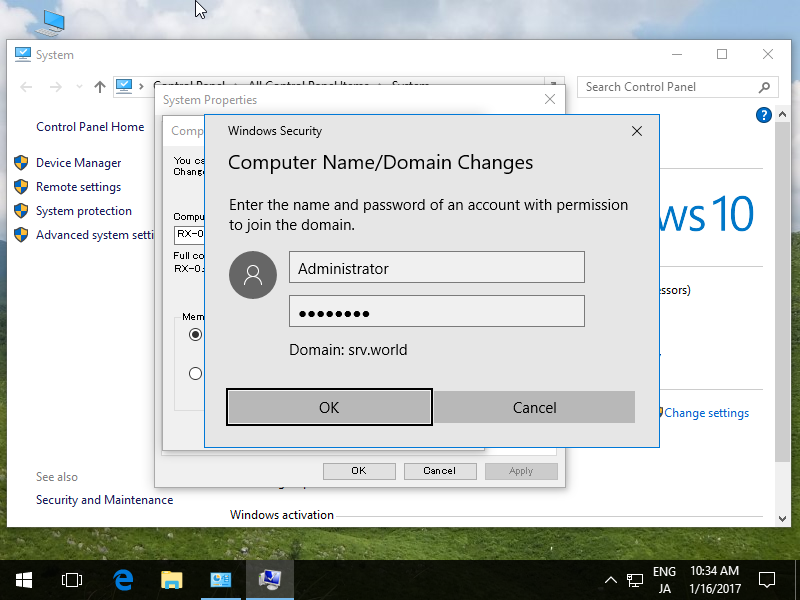 System
Control Panel
All Control Panel Items
System
Search Control Panel
System Properties
Control Panel Home
Device Manager
Remote settings
System protection
Advanced system setti
See also
Security and Maintenance
Comp
You ca
Chang
Compu
RX-0
Full co
RX-0.
Mem
Windows Security
Computer Name/Domain Changes
Enter the name and password of an account with permission
to join the domain.
Administrator
●●●●●●●●
Domain: srv.world
OK
Cancel
OK
Cancel
Apply
ws 10
ssors)
Change settings
Windows activation
ENG
JA
10:34 AM
1/16/2017